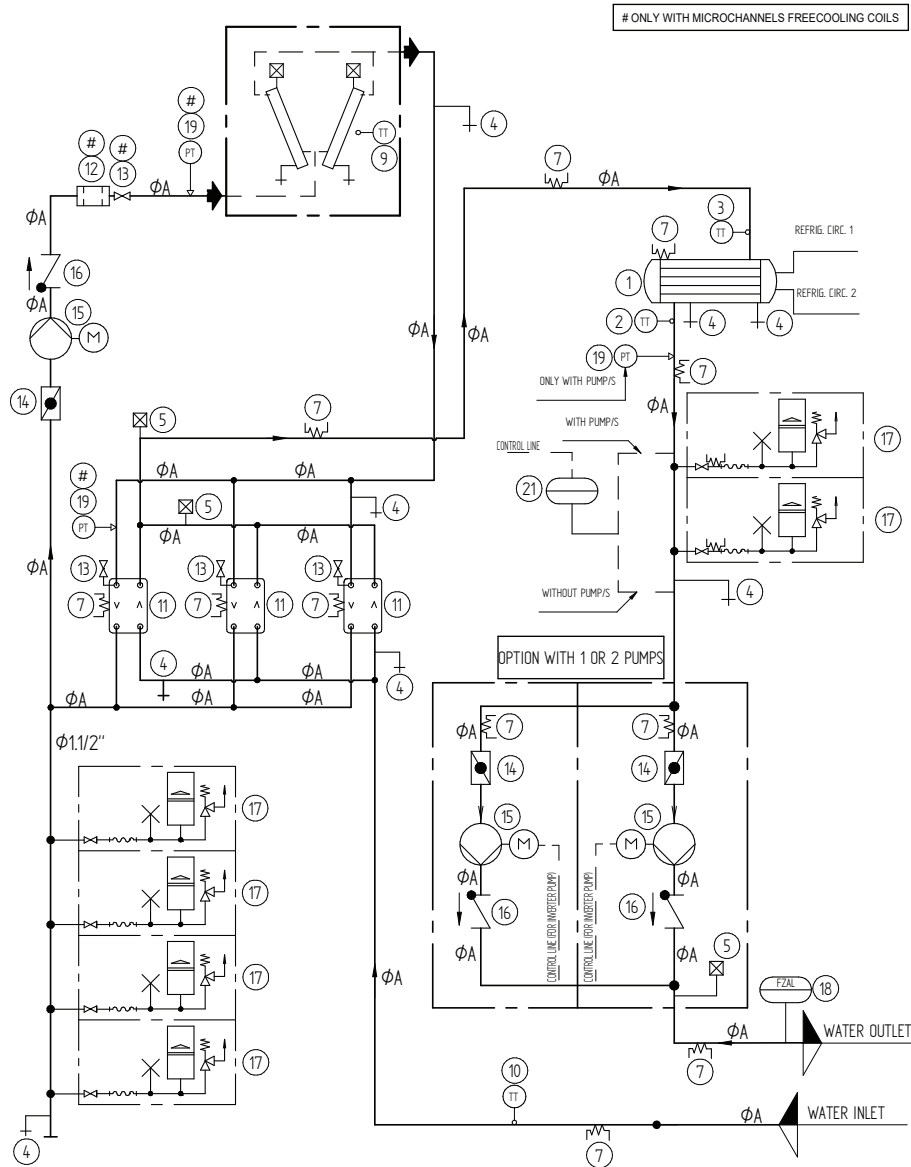 # ONLY WITH MICROCHANNELS FREECOOLING COILS
#
19
PT
#
12
#
13
ϕA
ϕA
TT
9
4
7
ϕA
3
TT
7
REFRIG. CIRC. 1
1
REFRIG. CIRC. 2
16
ϕA
15
M
2
TT
4
4
ϕA
ϕA
19
PT
7
ONLY WITH PUMP/S
14
5
7
ϕA
WITH PUMP/S
17
CONTROL LINE
#
19
PT
ϕA
ϕA
21
5
4
ϕA
17
ϕA
13
13
13
7
11
7
11
7
11
WITHOUT PUMP/S
4
4
4
OPTION WITH 1 OR 2 PUMPS
ϕA
ϕA
ϕA
ϕ1.1/2"
ϕA
7
7
ϕA
14
14
17
15
15
M
M
17
ϕA
ϕA
16
16
CONTROL LINE (FOR INVERTER PUMP)
CONTROL LINE (FOR INVERTER PUMP)
ϕA
ϕA
5
17
ϕA
FZAL
18
ϕA
WATER OUTLET
7
17
10
TT
ϕA
WATER INLET
4
7